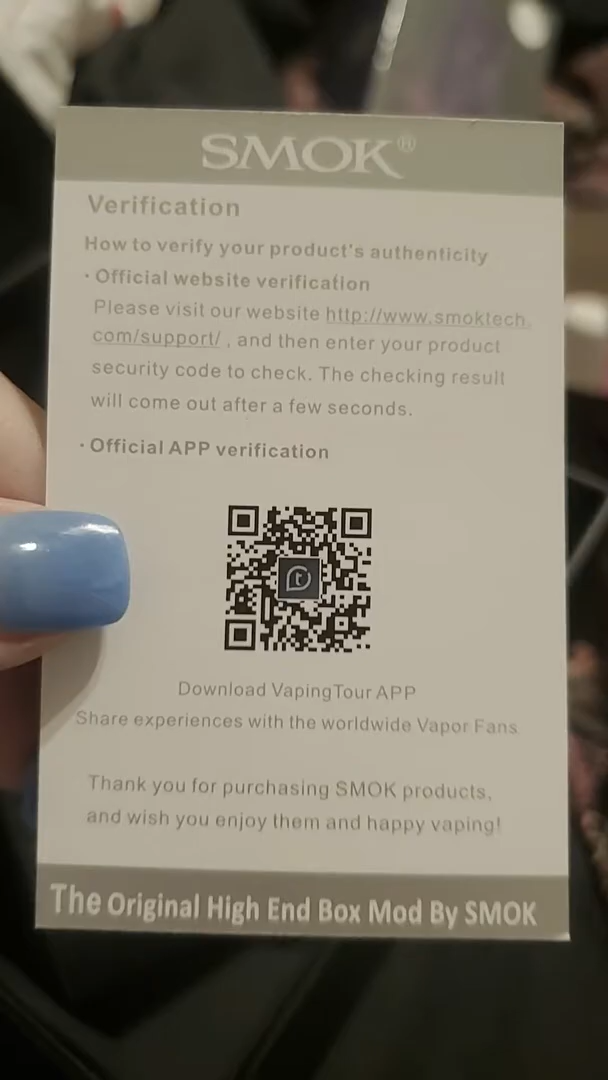 SMOK®
Verification
How to verify your product's authenticity
· Official website verification
Please visit our website http://www.smoktech.
com/support/ , and then enter your product
security code to check. The checking result
will come out after a few seconds.
· Official APP verification
Download VapingTour APP
Share experiences with the worldwide Vapor Fans
Thank you for purchasing SMOK products,
and wish you enjoy them and happy vaping!
The Original High End Box Mod By SMOK